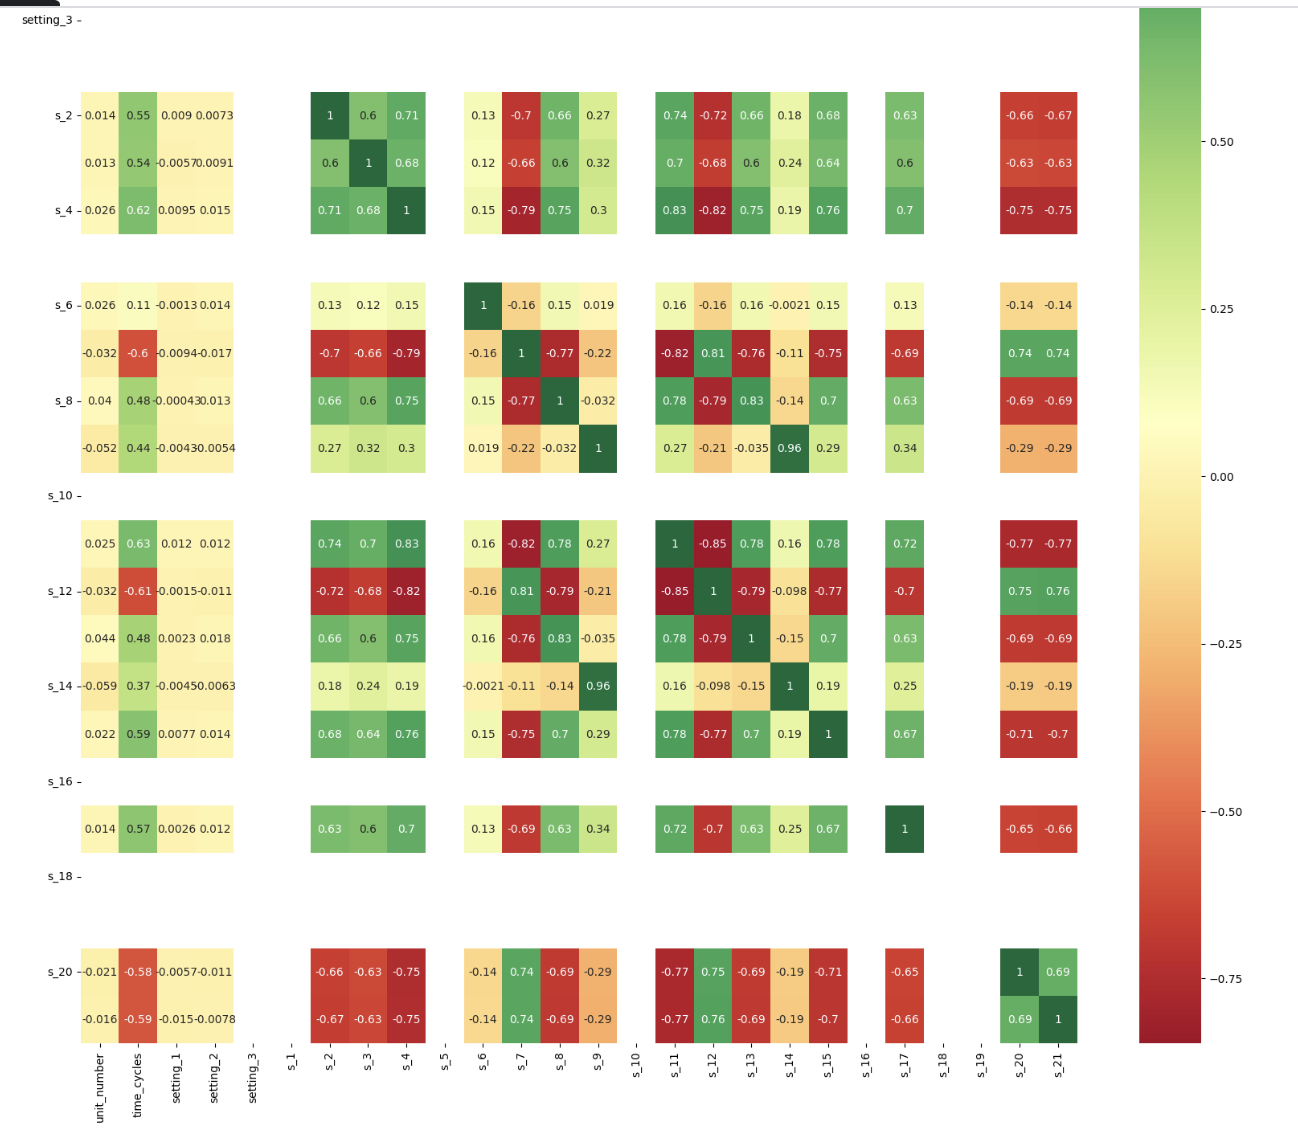 setting_3
s_2 0.014 0.55 0.009 0.0073 1 0.6 0.71 0.13 -0.7 0.66 0.27 0.74 -0.72 0.66 0.18 0.68 0.63 -0.66 -0.67
0.50
0.013 0.54 -0.0057 0.0091 0.6 1 0.68 0.12 -0.66 0.6 0.32 0.7 -0.68 0.6 0.24 0.64 0.6 -0.63 -0.63
s_4 0.026 0.62 0.0095 0.015 0.71 0.68 1 0.15 -0.79 0.75 0.3 0.83 -0.82 0.75 0.19 0.76 0.7 -0.75 -0.75
s_6 0.026 0.11 -0.0013 0.014 0.13 0.12 0.15 1 -0.16 0.15 0.019 0.16 -0.16 0.16 -0.0021 0.15 0.13 -0.14 -0.14
0.25
-0.032 -0.6 -0.0094 -0.017 -0.7 -0.66 -0.79 -0.16 1 -0.77 -0.22 -0.82 0.81 -0.76 -0.11 -0.75 -0.69 0.74 0.74
s_8 0.04 0.48 -0.00043 0.013 0.66 0.6 0.75 0.15 -0.77 1 -0.032 0.78 -0.79 0.83 -0.14 0.7 0.63 -0.69 -0.69
-0.052 0.44 -0.0043 -0.0054 0.27 0.32 0.3 0.019 -0.22 -0.032 1 0.27 -0.21 -0.035 0.96 0.29 0.34 -0.29 -0.29
0.00
s_10
0.025 0.63 0.012 0.012 0.74 0.7 0.83 0.16 -0.82 0.78 0.27 1 -0.85 0.78 0.16 0.78 0.72 -0.77 -0.77
s_12 -0.032 -0.61 -0.0015 -0.011 -0.72 -0.68 -0.82 -0.16 0.81 -0.79 -0.21 -0.85 1 -0.79 -0.098 -0.77 -0.7 0.75 0.76
0.044 0.48 0.0023 0.018 0.66 0.6 0.75 0.16 -0.76 0.83 -0.035 0.78 -0.79 1 -0.15 0.7 0.63 -0.69 -0.69
−0.25
s_14 -0.059 0.37 -0.0045 0.0063 0.18 0.24 0.19 -0.0021 -0.11 -0.14 0.96 0.16 -0.098 -0.15 1 0.19 0.25 -0.19 -0.19
0.022 0.59 0.0077 0.014 0.68 0.64 0.76 0.15 -0.75 0.7 0.29 0.78 -0.77 0.7 0.19 1 0.67 -0.71 -0.7
s_16
−0.50
0.014 0.57 0.0026 0.012 0.63 0.6 0.7 0.13 -0.69 0.63 0.34 0.72 -0.7 0.63 0.25 0.67 1 -0.65 -0.66
s_18
s_20 -0.021 -0.58 -0.0057 -0.011 -0.66 -0.63 -0.75 -0.14 0.74 -0.69 -0.29 -0.77 0.75 -0.69 -0.19 -0.71 -0.65 1 0.69
−0.75
-0.016 -0.59 -0.015 -0.0078 -0.67 -0.63 -0.75 -0.14 0.74 -0.69 -0.29 -0.77 0.76 -0.69 -0.19 -0.7 -0.66 0.69 1
unit_number time_cycles setting_1 setting_2 setting_3 s_1 s_2 s_3 s_4 s_5 s_6 s_7 s_8 s_9 s_10 s_11 s_12 s_13 s_14 s_15 s_16 s_17 s_18 s_19 s_20 s_21